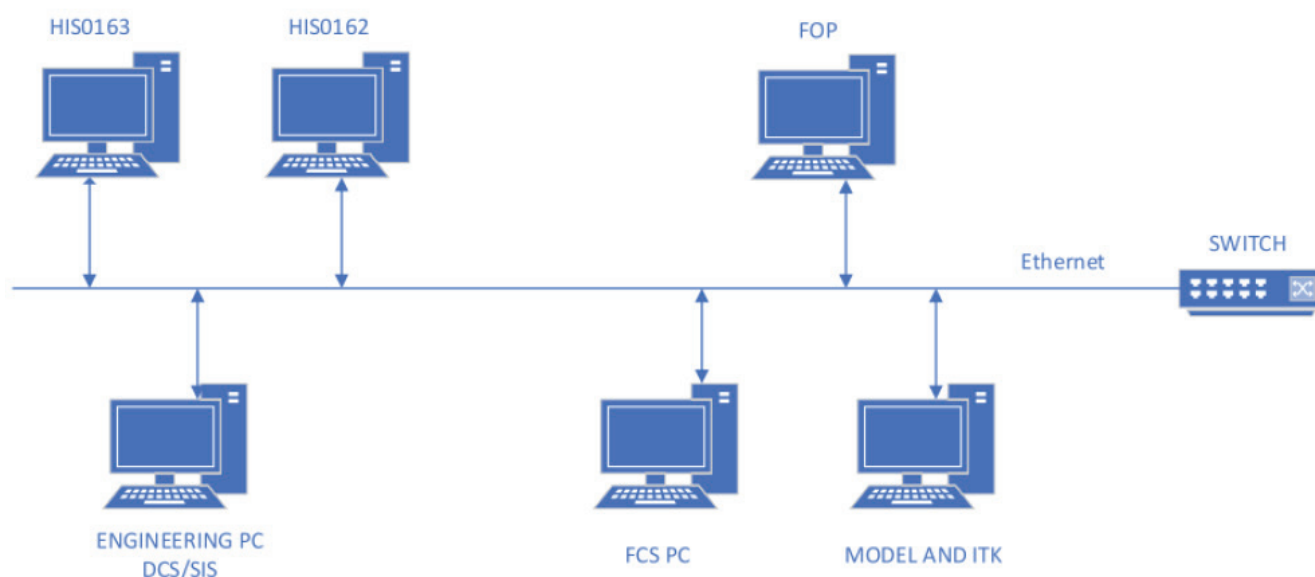 HIS0163
HIS0162
FOP
SWITCH
Ethernet
ENGINEERING PC
DCS/SIS
FCS PC
MODEL AND ITK